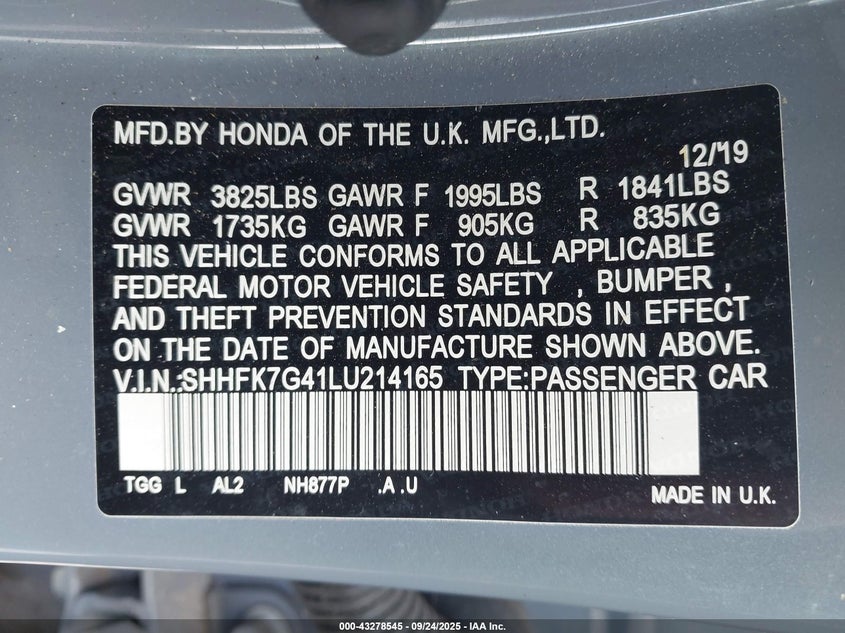 MFD.BY HONDA OF THE U.K. MFG.,LTD.
12/19
GVWR 3825LBS GAWR F 1995LBS R 1841LBS
GVWR 1735KG GAWR F 905KG R 835KG
THIS VEHICLE CONFORMS TO ALL APPLICABLE
FEDERAL MOTOR VEHICLE SAFETY , BUMPER ,
AND THEFT PREVENTION STANDARDS IN EFFECT
ON THE DATE OF MANUFACTURE SHOWN ABOVE.
V.I.N.:SHHFK7G41LU214165 TYPE:PASSENGER CAR
TGG L AL2 NH877P .A .U
MADE IN U.K.
000-43278545 - 09/24/2025 - IAA Inc.